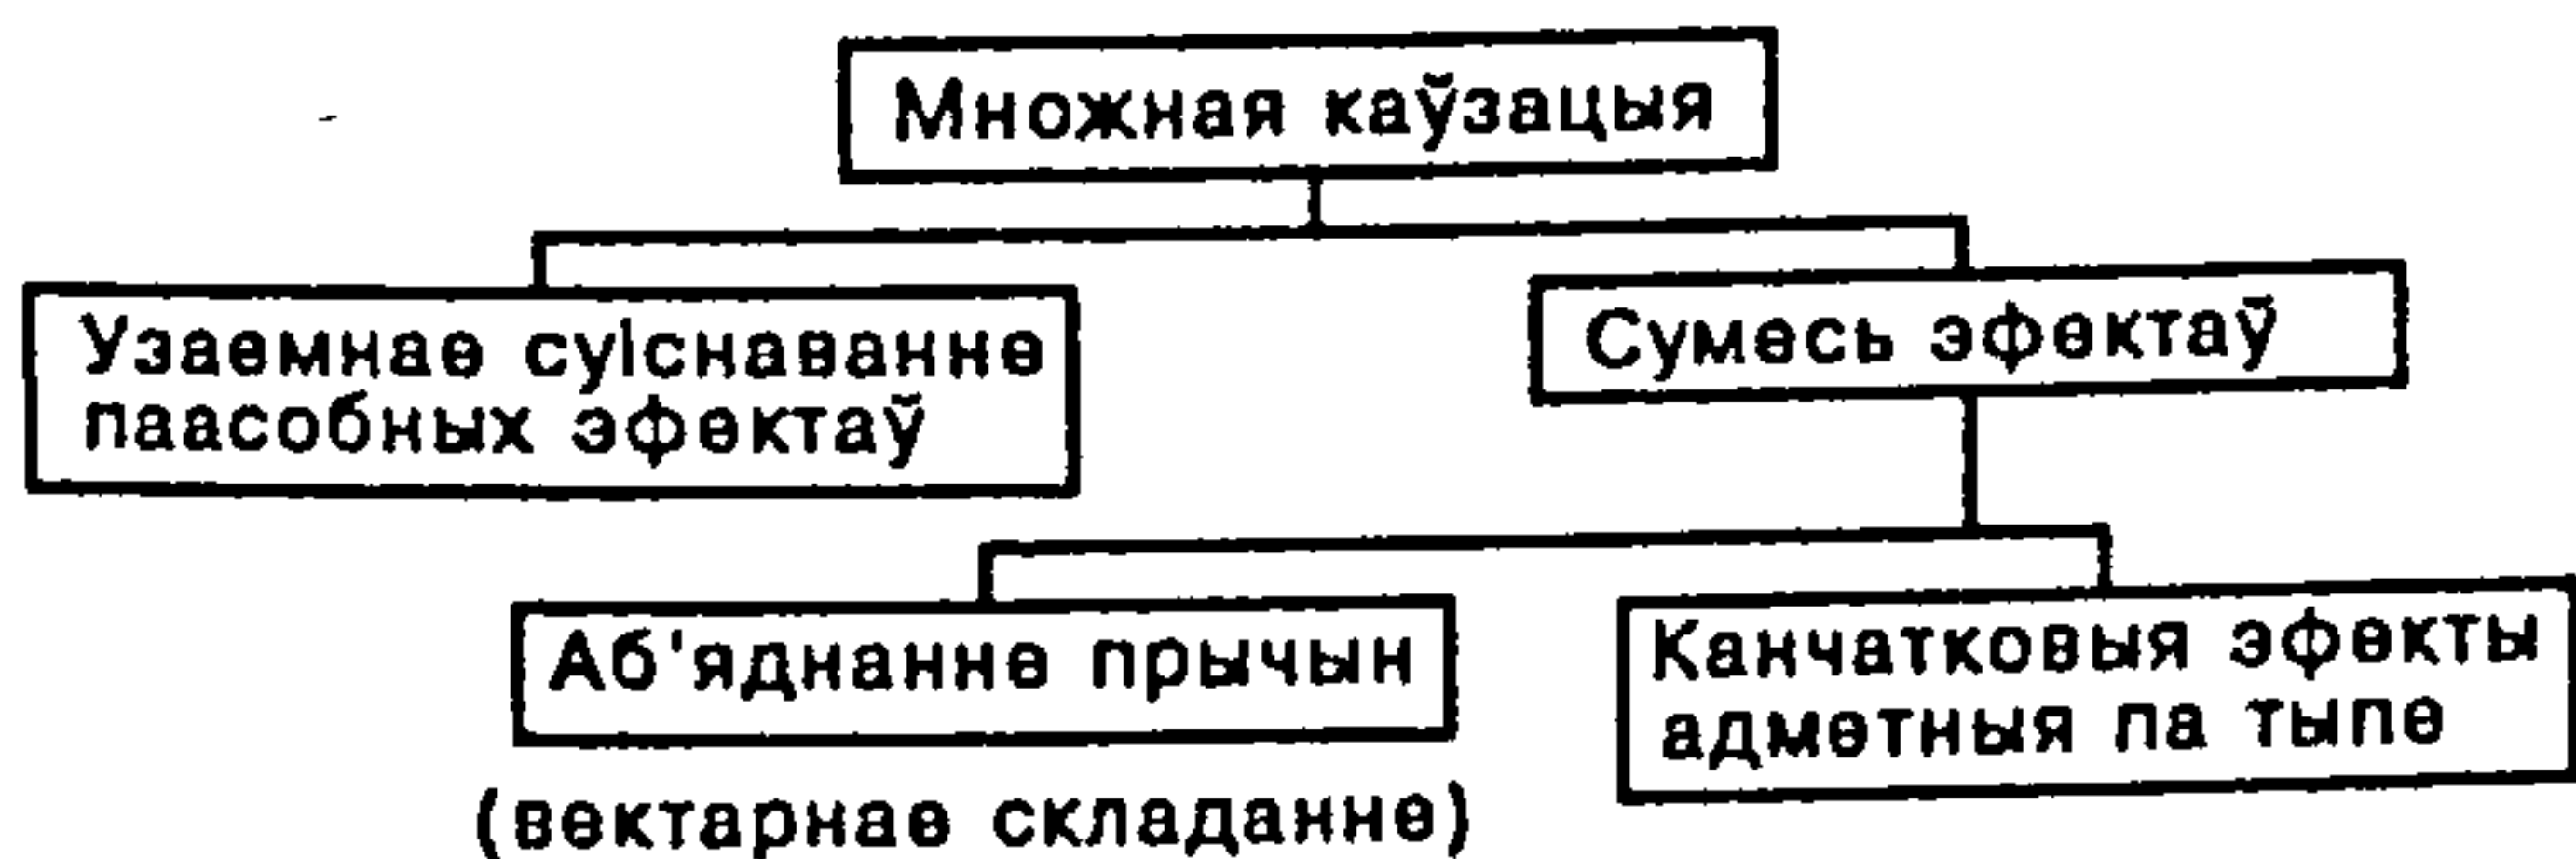 Множная каўзацыя
Узаемнае суіснаванне
паасобных эфектаў
Сумесь эфектаў
Аб'яднанне прычын
(вектарнае складанне)
Канчатковыя эфекты
адметныя па тыпе